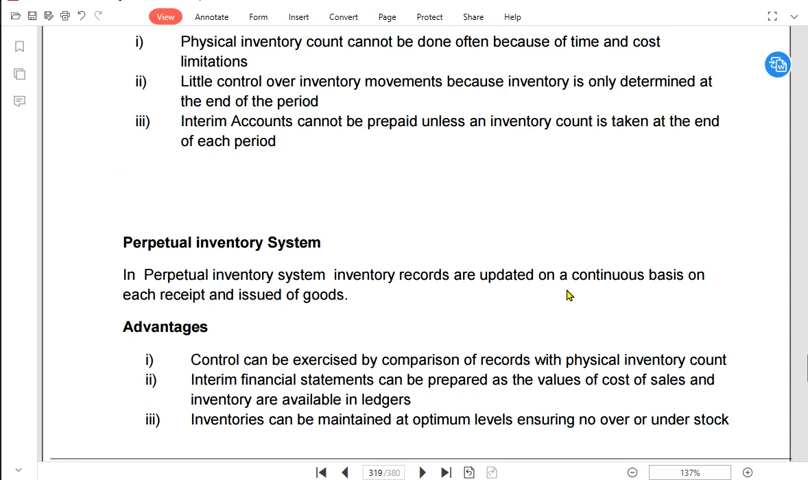 View Annotate Form Insert Convert Page Protect Share Help
i) Physical inventory count cannot be done often because of time and cost
limitations
ii) Little control over inventory movements because inventory is only determined at
the end of the period
iii) Interim Accounts cannot be prepaid unless an inventory count is taken at the end
of each period
Perpetual inventory System
In Perpetual inventory system inventory records are updated on a continuous basis on
each receipt and issued of goods.
Advantages
i) Control can be exercised by comparison of records with physical inventory count
ii) Interim financial statements can be prepared as the values of cost of sales and
inventory are available in ledgers
iii) Inventories can be maintained at optimum levels ensuring no over or under stock
319/380 137%